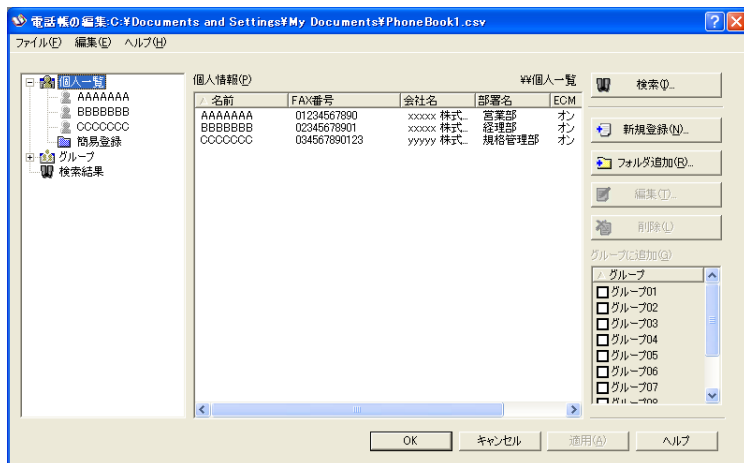 電話帳の編集:C:¥Documents and Settings¥My Documents¥PhoneBook1.csv
ファイル(F) 編集(E) ヘルプ(H)
個人一覧
AAAAAAA
BBBBBBB
CCCCCCC
簡易登録
グループ
検索結果
個人情報(P) ¥¥個人一覧
名前 FAX番号 会社名 部署名 ECM
AAAAAAA 01234567890 xxxxx 株式... 営業部 オン
BBBBBBB 02345678901 xxxxx 株式... 経理部 オン
CCCCCCC 034567890123 yyyyy 株式... 規格管理部 オン
検索(I)...
新規登録(N)...
フォルダ追加(R)...
編集(T)...
削除(L)
グループに追加(G)
グループ
グループ01
グループ02
グループ03
グループ04
グループ05
グループ06
グループ07
グループ08
OK キャンセル 適用(A) ヘルプ